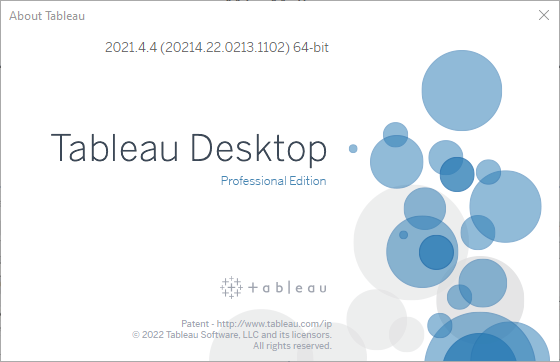 About Tableau
2021.4.4 (20214.22.0213.1102) 64-bit
Tableau Desktop
Professional Edition
+ a b | e a u
Patent - http://www.tableau.com/ip
© 2022 Tableau Software, LLC and its licensors.
All rights reserved.